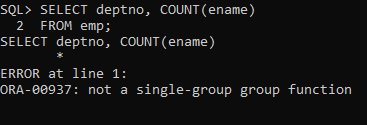 SQL> SELECT deptno, COUNT(ename)
  2  FROM emp;
SELECT deptno, COUNT(ename)
       *
ERROR at line 1:
ORA-00937: not a single-group group function